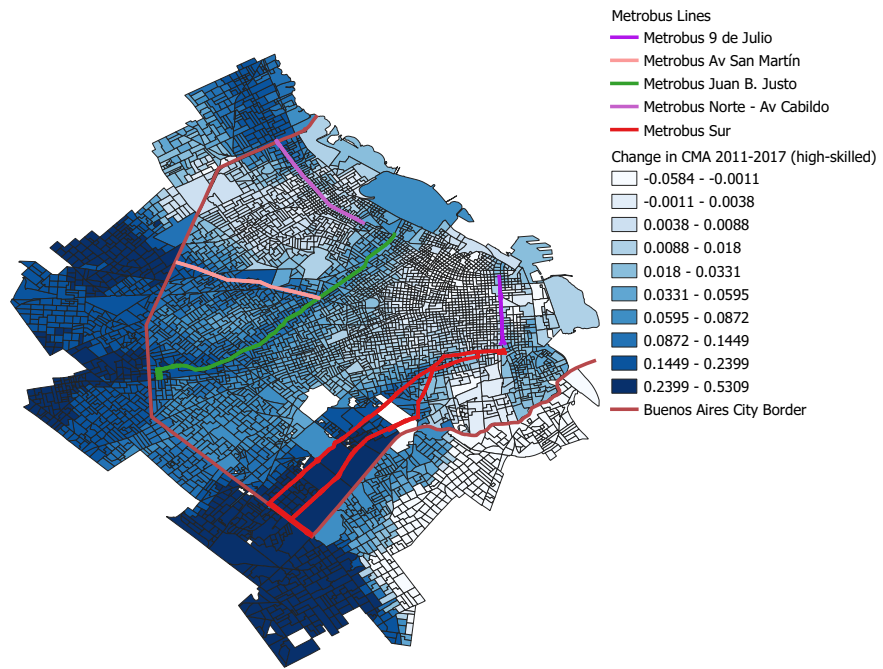 Metrobus Lines
Metrobus 9 de Julio
Metrobus Av San Martín
Metrobus Juan B. Justo
Metrobus Norte - Av Cabildo
Metrobus Sur
Change in CMA 2011-2017 (high-skilled)
-0.0584 - -0.0011
-0.0011 - 0.0038
0.0038 - 0.0088
0.0088 - 0.018
0.018 - 0.0331
0.0331 - 0.0595
0.0595 - 0.0872
0.0872 - 0.1449
0.1449 - 0.2399
0.2399 - 0.5309
Buenos Aires City Border